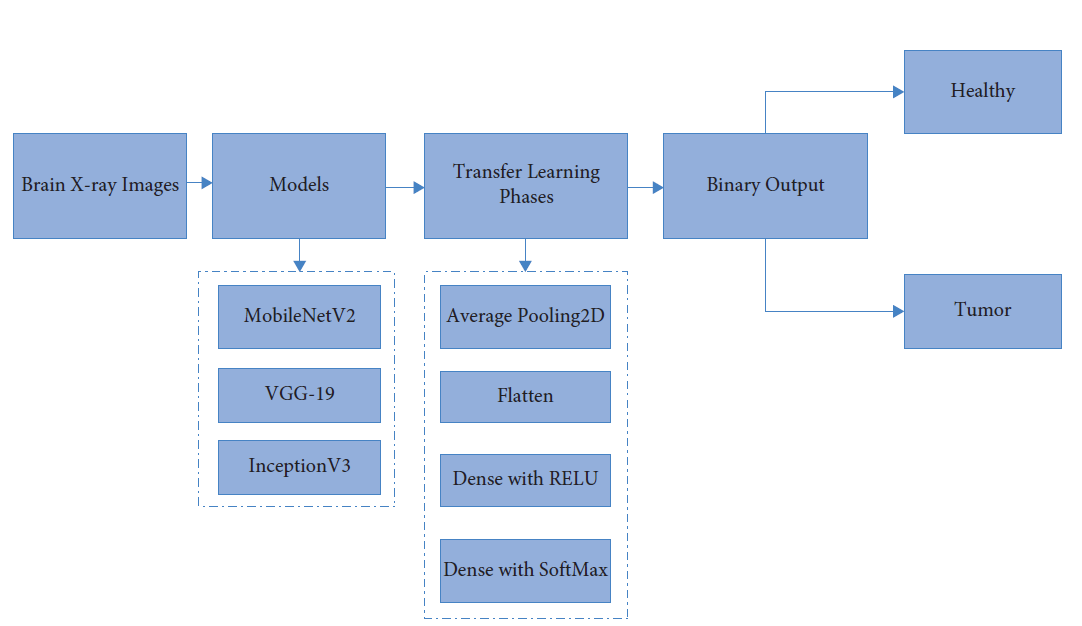 Brain X-ray Images
Models
Transfer Learning
Phases
Binary Output
Healthy
Tumor
MobileNetV2
VGG-19
InceptionV3
Average Pooling2D
Flatten
Dense with RELU
Dense with SoftMax